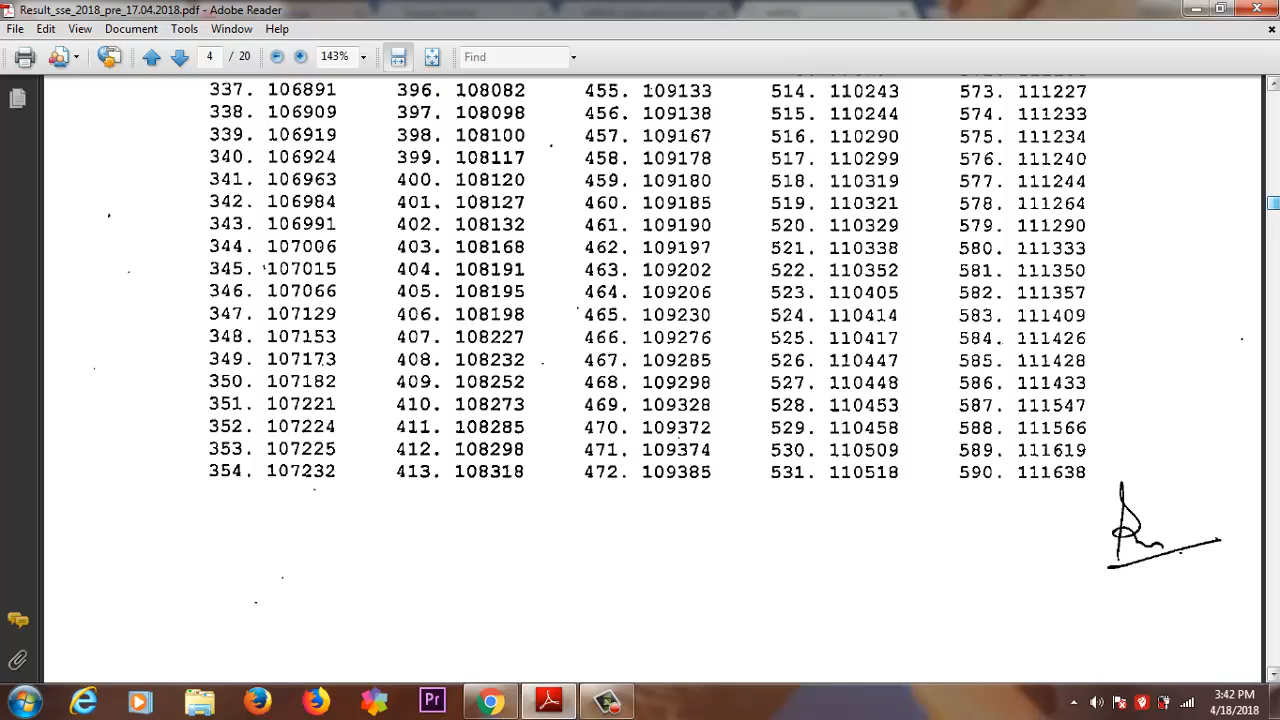 Result_sse_2018_pre_17.04.2018.pdf - Adobe Reader
File Edit View Document Tools Window Help
4 / 20 143% Find
337. 106891 396. 108082 455. 109133 514. 110243 573. 111227
338. 106909 397. 108098 456. 109138 515. 110244 574. 111233
339. 106919 398. 108100 457. 109167 516. 110290 575. 111234
340. 106924 399. 108117 458. 109178 517. 110299 576. 111240
341. 106963 400. 108120 459. 109180 518. 110319 577. 111244
342. 106984 401. 108127 460. 109185 519. 110321 578. 111264
343. 106991 402. 108132 461. 109190 520. 110329 579. 111290
344. 107006 403. 108168 462. 109197 521. 110338 580. 111333
345. 107015 404. 108191 463. 109202 522. 110352 581. 111350
346. 107066 405. 108195 464. 109206 523. 110405 582. 111357
347. 107129 406. 108198 465. 109230 524. 110414 583. 111409
348. 107153 407. 108227 466. 109276 525. 110417 584. 111426
349. 107173 408. 108232 467. 109285 526. 110447 585. 111428
350. 107182 409. 108252 468. 109298 527. 110448 586. 111433
351. 107221 410. 108273 469. 109328 528. 110453 587. 111547
352. 107224 411. 108285 470. 109372 529. 110458 588. 111566
353. 107225 412. 108298 471. 109374 530. 110509 589. 111619
354. 107232 413. 108318 472. 109385 531. 110518 590. 111638
Pr
3:42 PM
4/18/2018